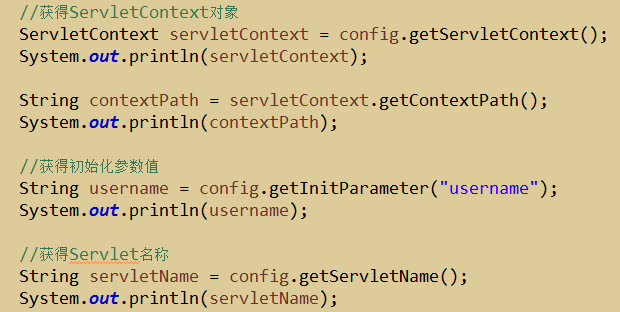 //获得ServletContext对象
ServletContext servletContext = config.getServletContext();
System.out.println(servletContext);
String contextPath = servletContext.getContextPath();
System.out.println(contextPath);
//获得初始化参数值
String username = config.getInitParameter("username");
System.out.println(username);
//获得Servlet名称
String servletName = config.getServletName();
System.out.println(servletName);